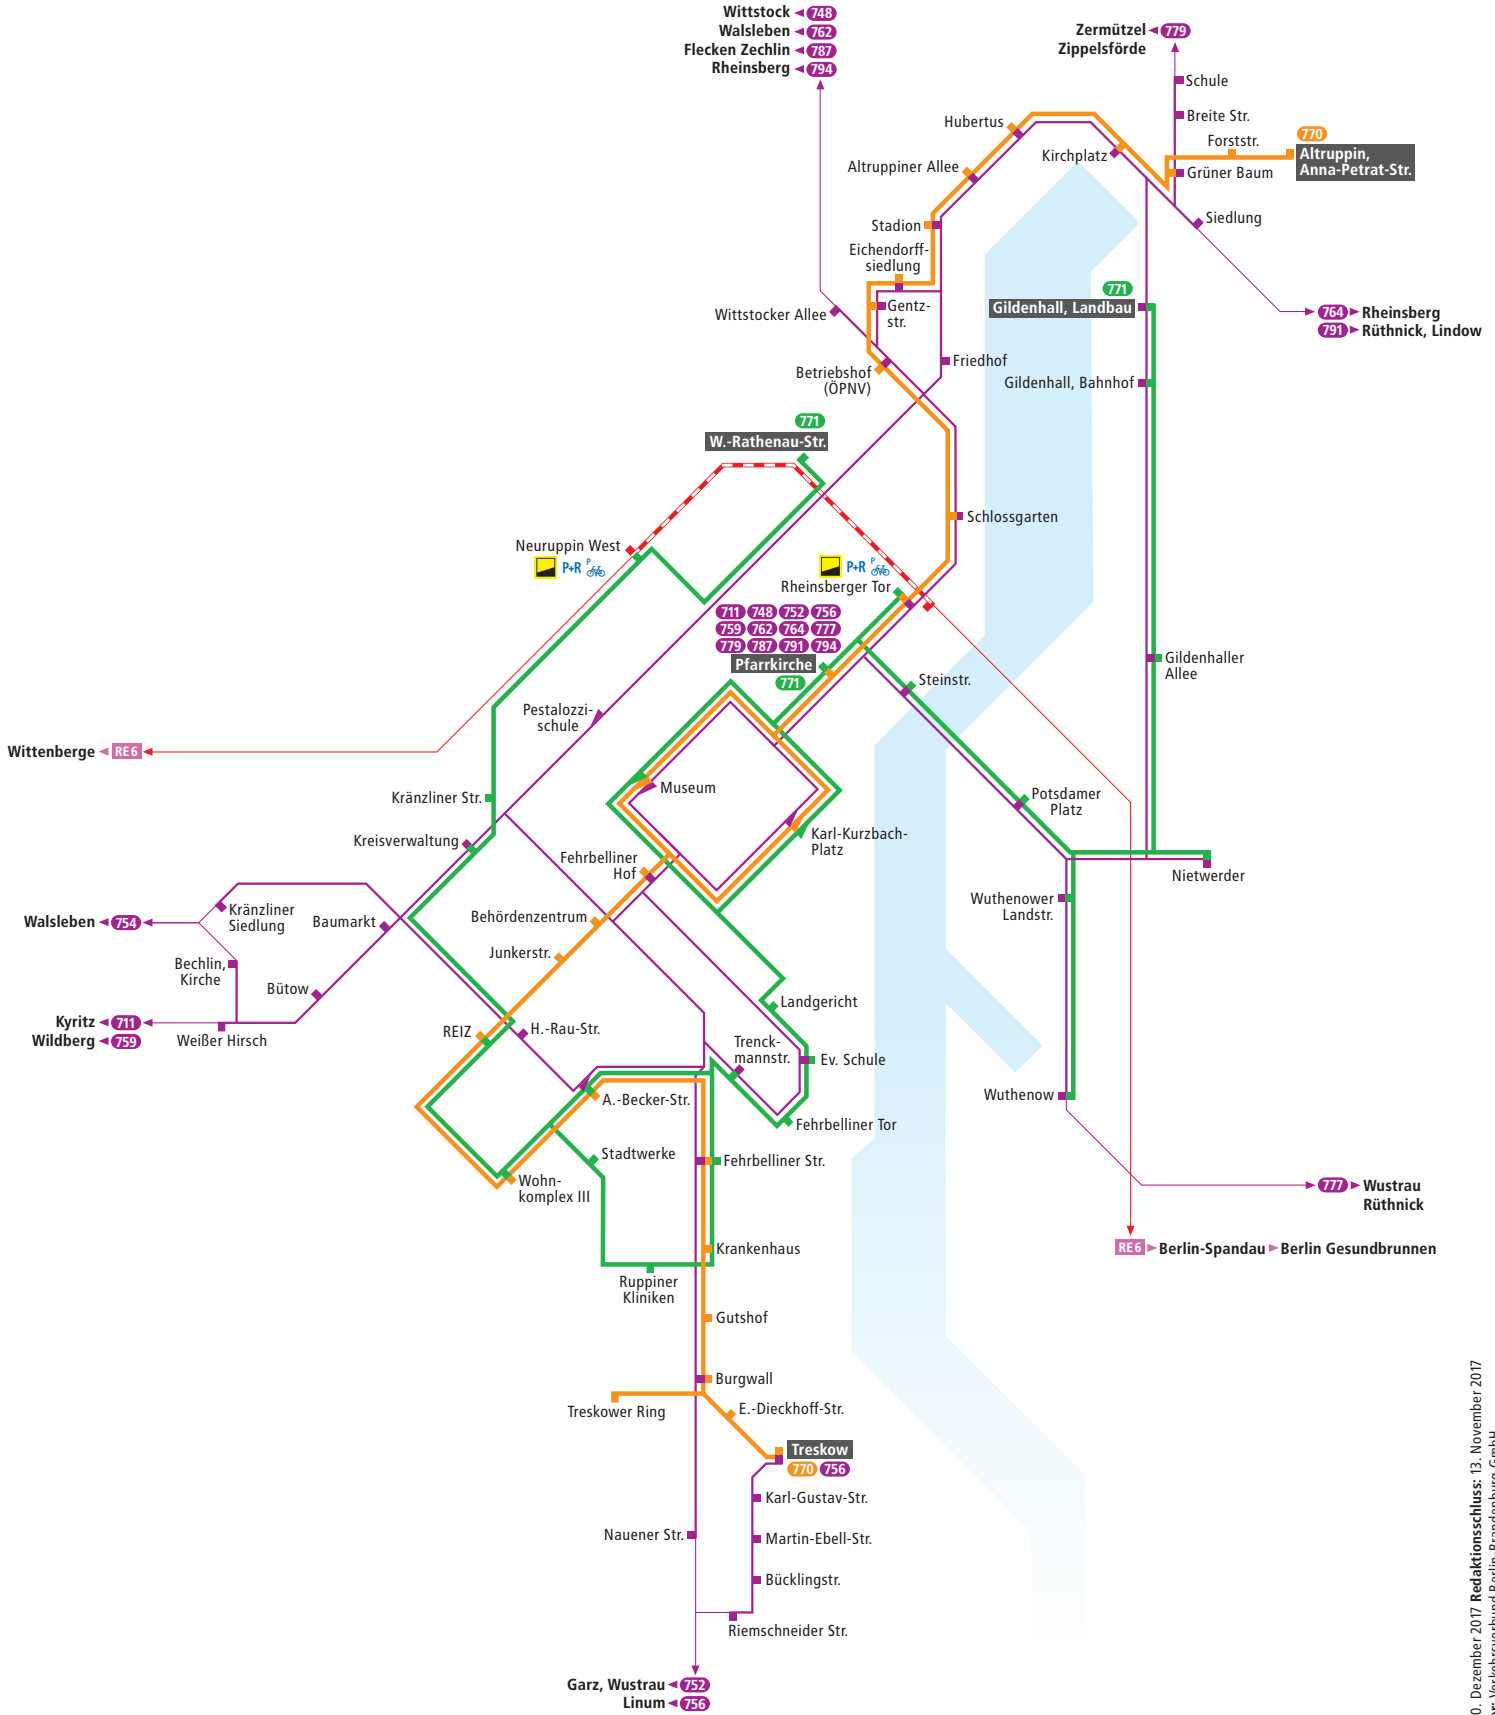 Wittstock 748
Walsleben 762
Flecken Zechlin 787
Rheinsberg 794
Zermützel 779
Zippelsförde
Schule
Breite Str.
Forststr.
770
Altruppin,
Anna-Petrat-Str.
Grüner Baum
Siedlung
Hubertus
Kirchplatz
Altruppiner Allee
Stadion
Eichendorff-
siedlung
Gentz-
str.
Wittstocker Allee
771
Gildenhall, Landbau
764 Rheinsberg
791 Rüthnick, Lindow
Friedhof
Gildenhall, Bahnhof
Betriebshof
(ÖPNV)
771
W.-Rathenau-Str.
Schlossgarten
Neuruppin West
P+R P
P+R P
Rheinsberger Tor
711 748 752 756
759 762 764 777
779 787 791 794
Pfarrkirche
771
Gildenhaller
Allee
Steinstr.
Pestalozzi-
schule
Wittenberge RE6
Museum
Kränzliner Str.
Potsdamer
Platz
Kreisverwaltung
Karl-Kurzbach-
Platz
Fehrbelliner
Hof
Nietwerder
Wuthenower
Landstr.
Walsleben 754
Kränzliner
Siedlung
Baumarkt
Behördenzentrum
Junkerstr.
Bechlin,
Kirche
Bütow
Landgericht
Kyritz 711
Wildberg 759
Weißer Hirsch
REIZ
H.-Rau-Str.
Trenck-
mannstr.
Ev. Schule
A.-Becker-Str.
Wuthenow
Fehrbelliner Tor
Stadtwerke
Fehrbelliner Str.
Wohn-
komplex III
777 Wustrau
Rüthnick
Krankenhaus
RE6 Berlin-Spandau Berlin Gesundbrunnen
Ruppiner
Kliniken
Gutshof
Burgwall
Treskower Ring
E.-Dieckhoff-Str.
Treskow
770 756
Karl-Gustav-Str.
Nauener Str.
Martin-Ebell-Str.
Bücklingstr.
Riemschneider Str.
Garz, Wustrau 752
Linum 756
0. Dezember 2017 Redaktionsschluss: 13. November 2017
Verkehrsverbund Berlin-Brandenburg GmbH